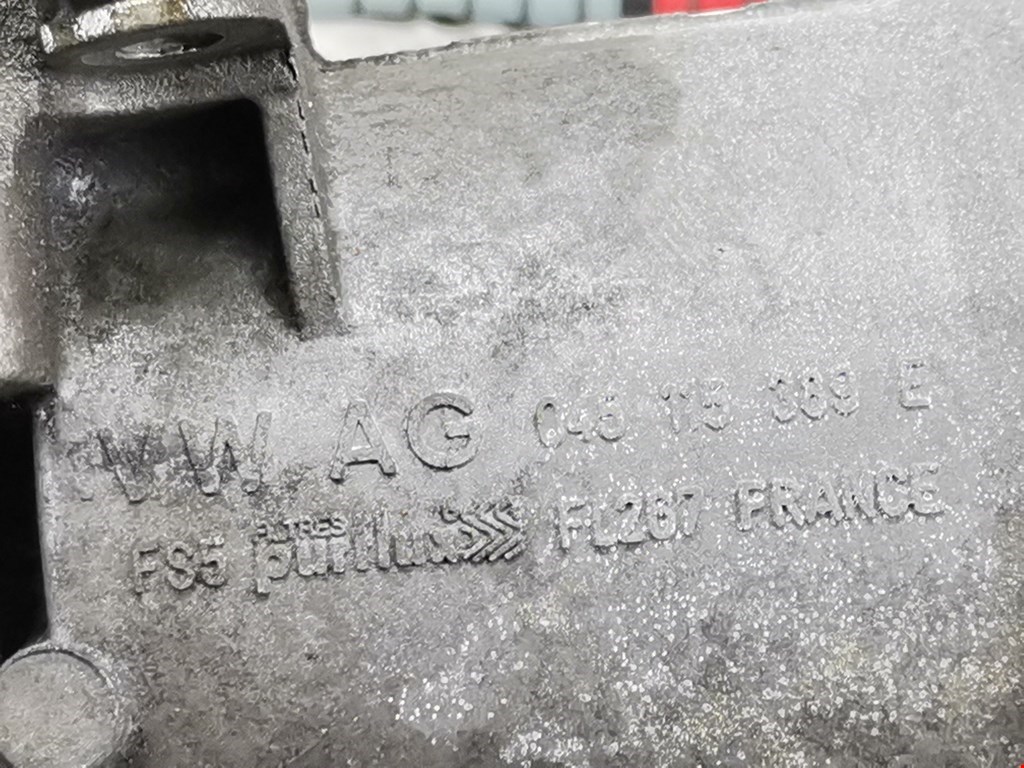 VW AG 045 115 389 E
FILTRES
FS5 purflux FL267 FRANCE